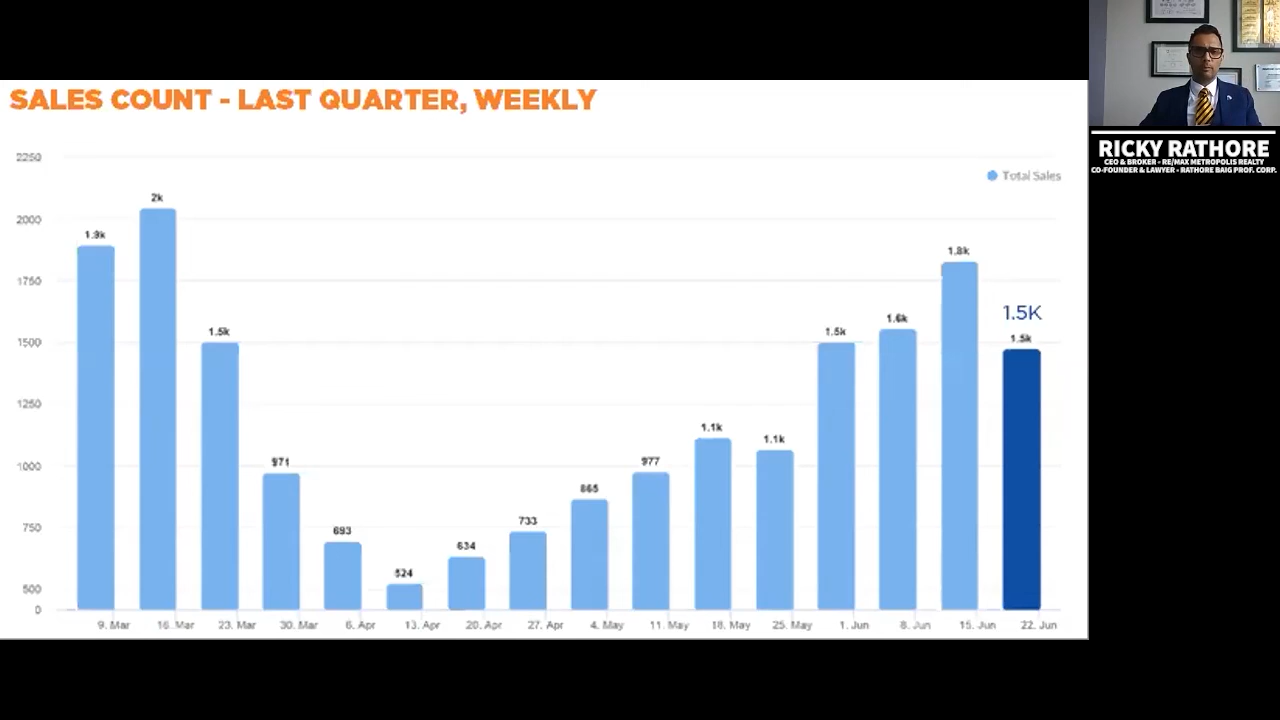 SALES COUNT - LAST QUARTER, WEEKLY
2250
2000
1750
1500
1250
1000
750
500
0
Total Sales
1.9k
2k
1.5k
971
693
524
634
733
865
977
1.1k
1.1k
1.5k
1.6k
1.8k
1.5K
1.5k
9. Mar
16. Mar
23. Mar
30. Mar
6. Apr
13. Apr
20. Apr
27. Apr
4. May
11. May
18. May
25. May
1. Jun
8. Jun
15. Jun
22. Jun
RICKY RATHORE
CEO & BROKER - RE/MAX METROPOLIS REALTY
CO-FOUNDER & LAWYER - RATHORE BAIG PROF. CORP.